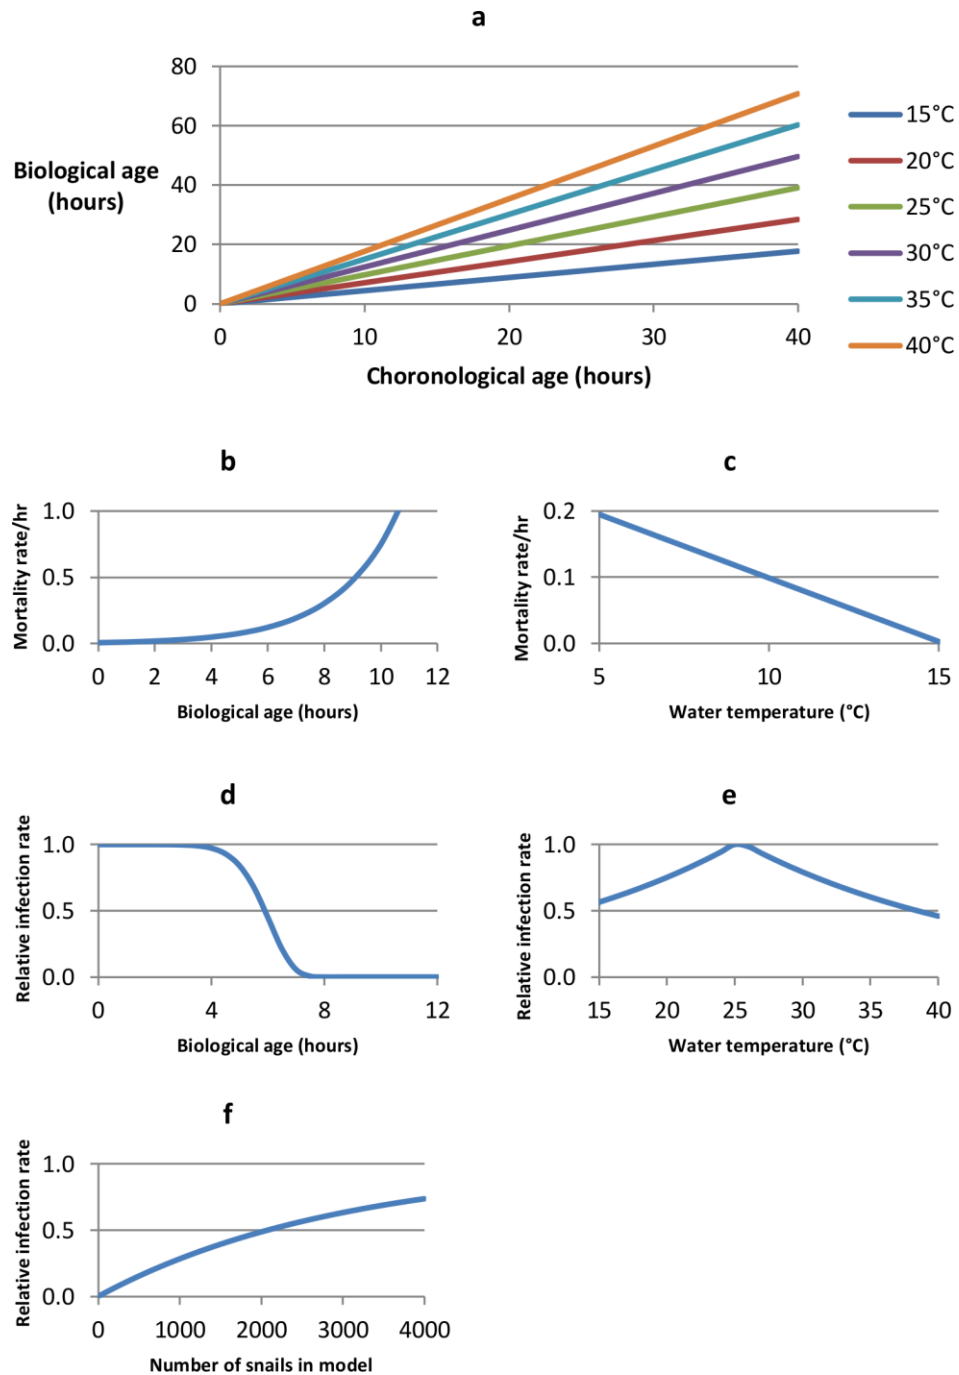 a
80
60
40
20
0
Biological age
(hours)
0 10 20 30 40
Choronological age (hours)
15°C
20°C
25°C
30°C
35°C
40°C
b
Mortality rate/hr
1.0
0.5
0.0
0 2 4 6 8 10 12
Biological age (hours)
c
Mortality rate/hr
0.2
0.1
0.0
5 10 15
Water temperature (°C)
d
Relative infection rate
1.0
0.5
0.0
0 4 8 12
Biological age (hours)
e
Relative infection rate
1.0
0.5
0.0
15 20 25 30 35 40
Water temperature (°C)
f
Relative infection rate
1.0
0.5
0.0
0 1000 2000 3000 4000
Number of snails in model